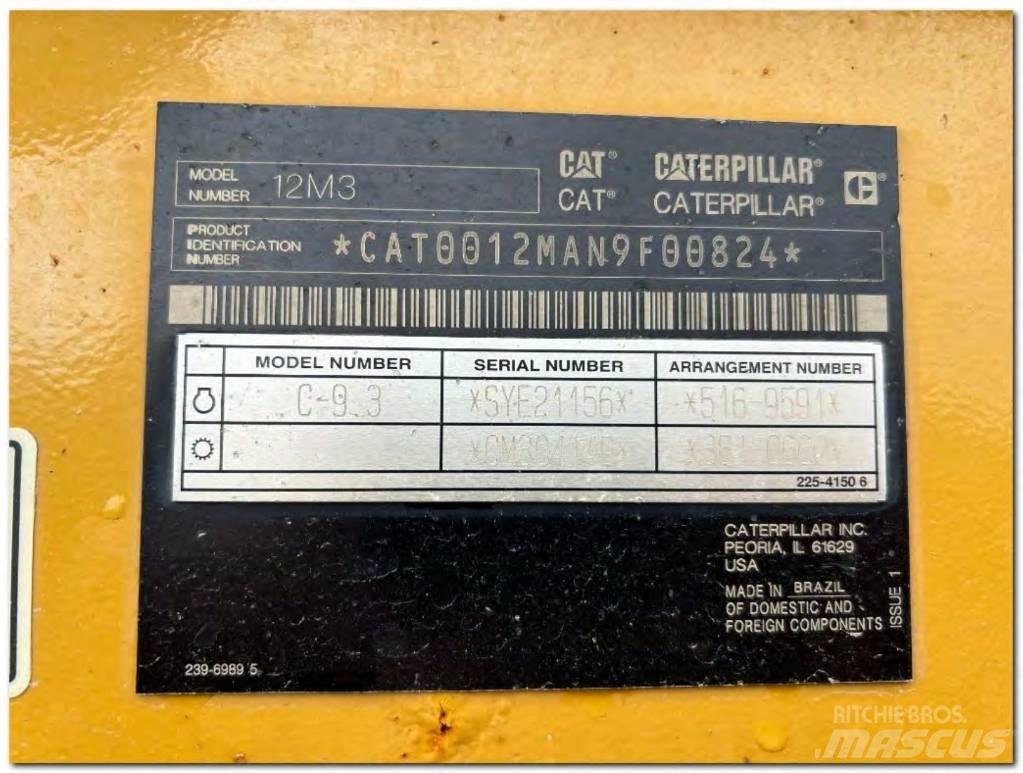 MODEL NUMBER 12M3
CAT® CATERPILLAR® CE®
CAT® CATERPILLAR®
PRODUCT
IDENTIFICATION
NUMBER
*CAT0012MAN9F00824*
MODEL NUMBER SERIAL NUMBER ARRANGEMENT NUMBER
C-9.3 *SYE21156* *516-9591*
225-4150 6
CATERPILLAR INC.
PEORIA, IL 61629
USA
MADE IN BRAZIL
OF DOMESTIC AND
FOREIGN COMPONENTS
ISSUE 1
239-6989 5
RITCHIE BROS.
MASCUS